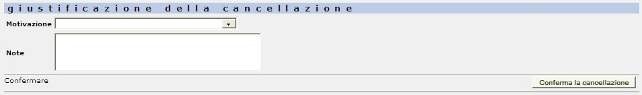 giustificazione della cancellazione
Motivazione
Note
Confermare
Conferma la cancellazione